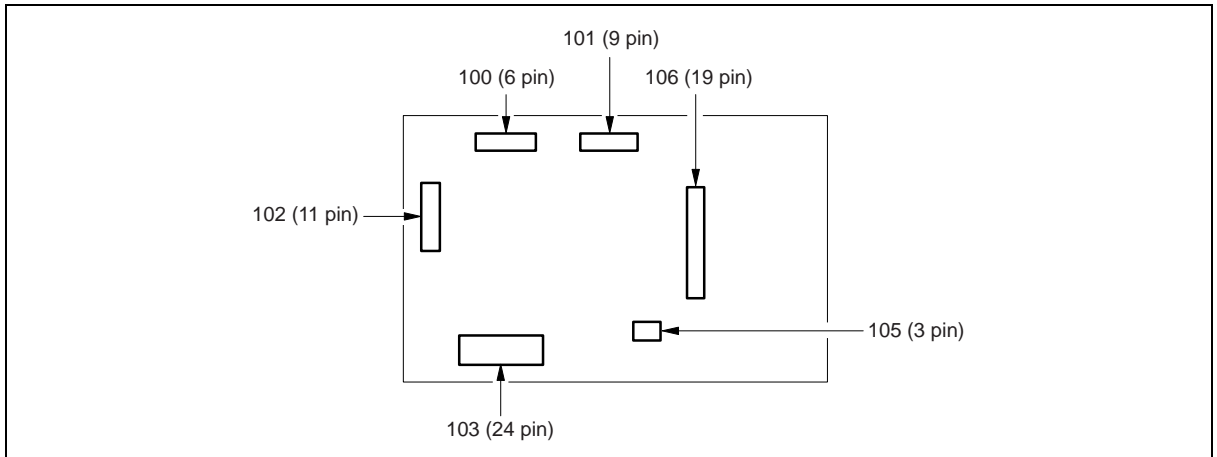 101 (9 pin)
100 (6 pin)
106 (19 pin)
102 (11 pin)
105 (3 pin)
103 (24 pin)